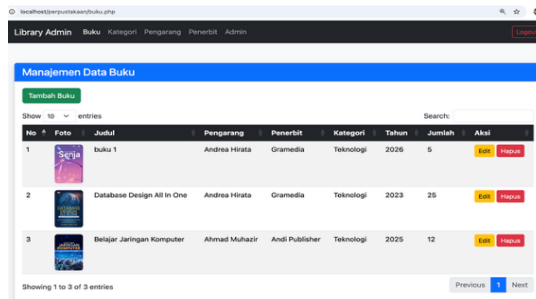 localhost/perpustakaan/buku.php
Library Admin Buku Kategori Pengarang Penerbit Admin Logout
Manajemen Data Buku
Tambah Buku
Show 10 entries Search:
No Foto Judul Pengarang Penerbit Kategori Tahun Jumlah Aksi
1 Senja buku 1 Andrea Hirata Gramedia Teknologi 2026 5 Edit Hapus
2 DATABASE DESIGN Database Design All In One Andrea Hirata Gramedia Teknologi 2023 25 Edit Hapus
3 JARINGAN KOMPUTER Belajar Jaringan Komputer Ahmad Muhazir Andi Publisher Teknologi 2025 12 Edit Hapus
Showing 1 to 3 of 3 entries Previous 1 Next